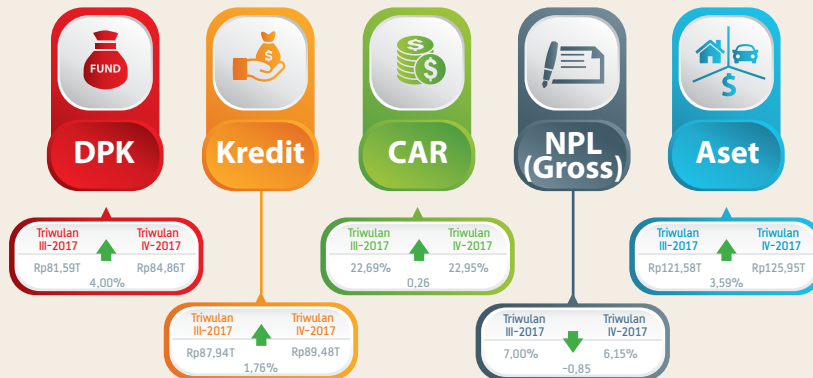 FUND
DPK
Kredit
CAR
NPL
(Gross)
Aset
Triwulan
III-2017
Triwulan
IV-2017
Rp81,59T
Rp84,86T
4,00%
Triwulan
III-2017
Triwulan
IV-2017
Rp87,94T
Rp89,48T
1,76%
Triwulan
III-2017
Triwulan
IV-2017
22,69%
22,95%
0,26
Triwulan
III-2017
Triwulan
IV-2017
7,00%
6,15%
-0,85
Triwulan
III-2017
Triwulan
IV-2017
Rp121,58T
Rp125,95T
3,59%